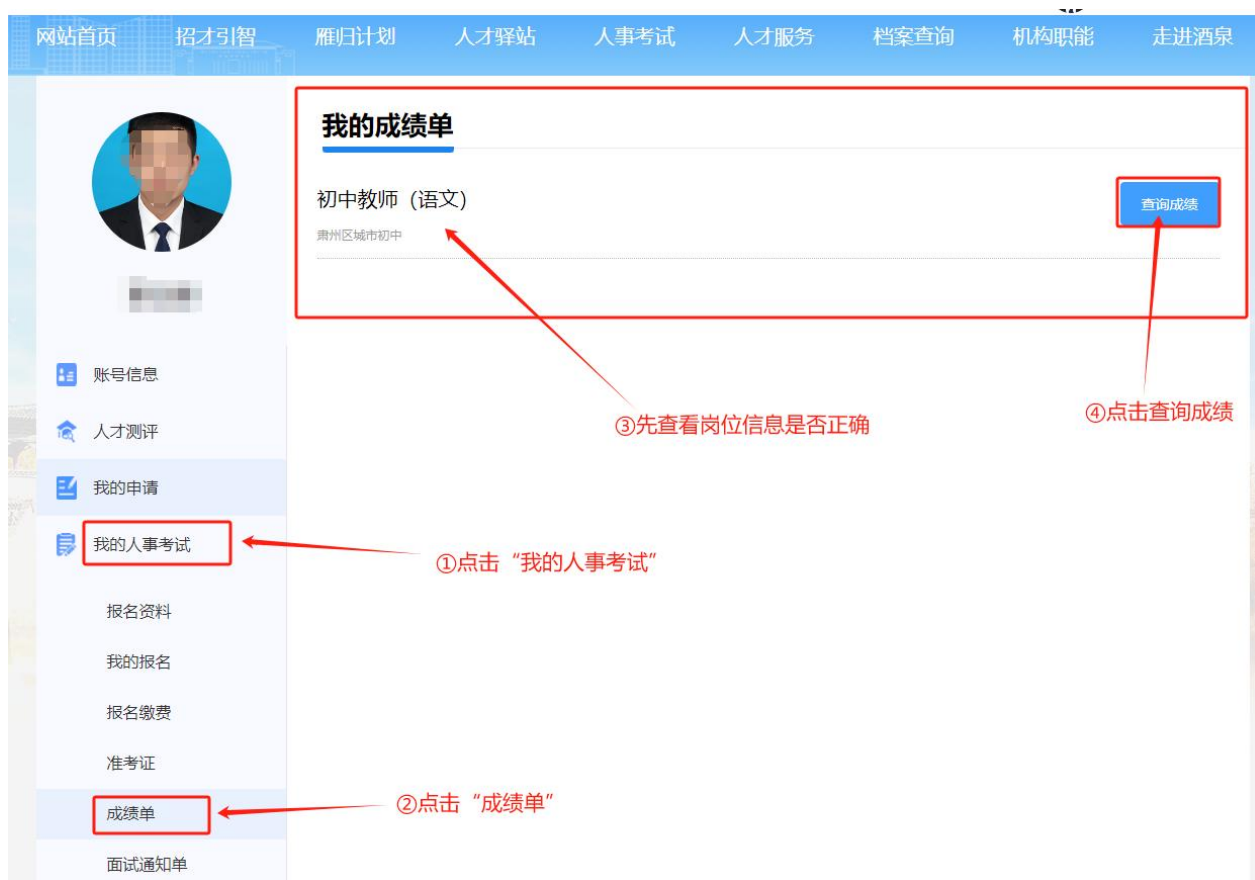 网站首页 招才引智 雁归计划 人才驿站 人事考试 人才服务 档案查询 机构职能 走进酒泉
我的成绩单
初中教师（语文）
查询成绩
肃州区城市初中
账号信息
③先查看岗位信息是否正确
④点击查询成绩
人才测评
我的申请
我的人事考试
①点击“我的人事考试”
报名资料
我的报名
报名缴费
准考证
成绩单
②点击“成绩单”
面试通知单